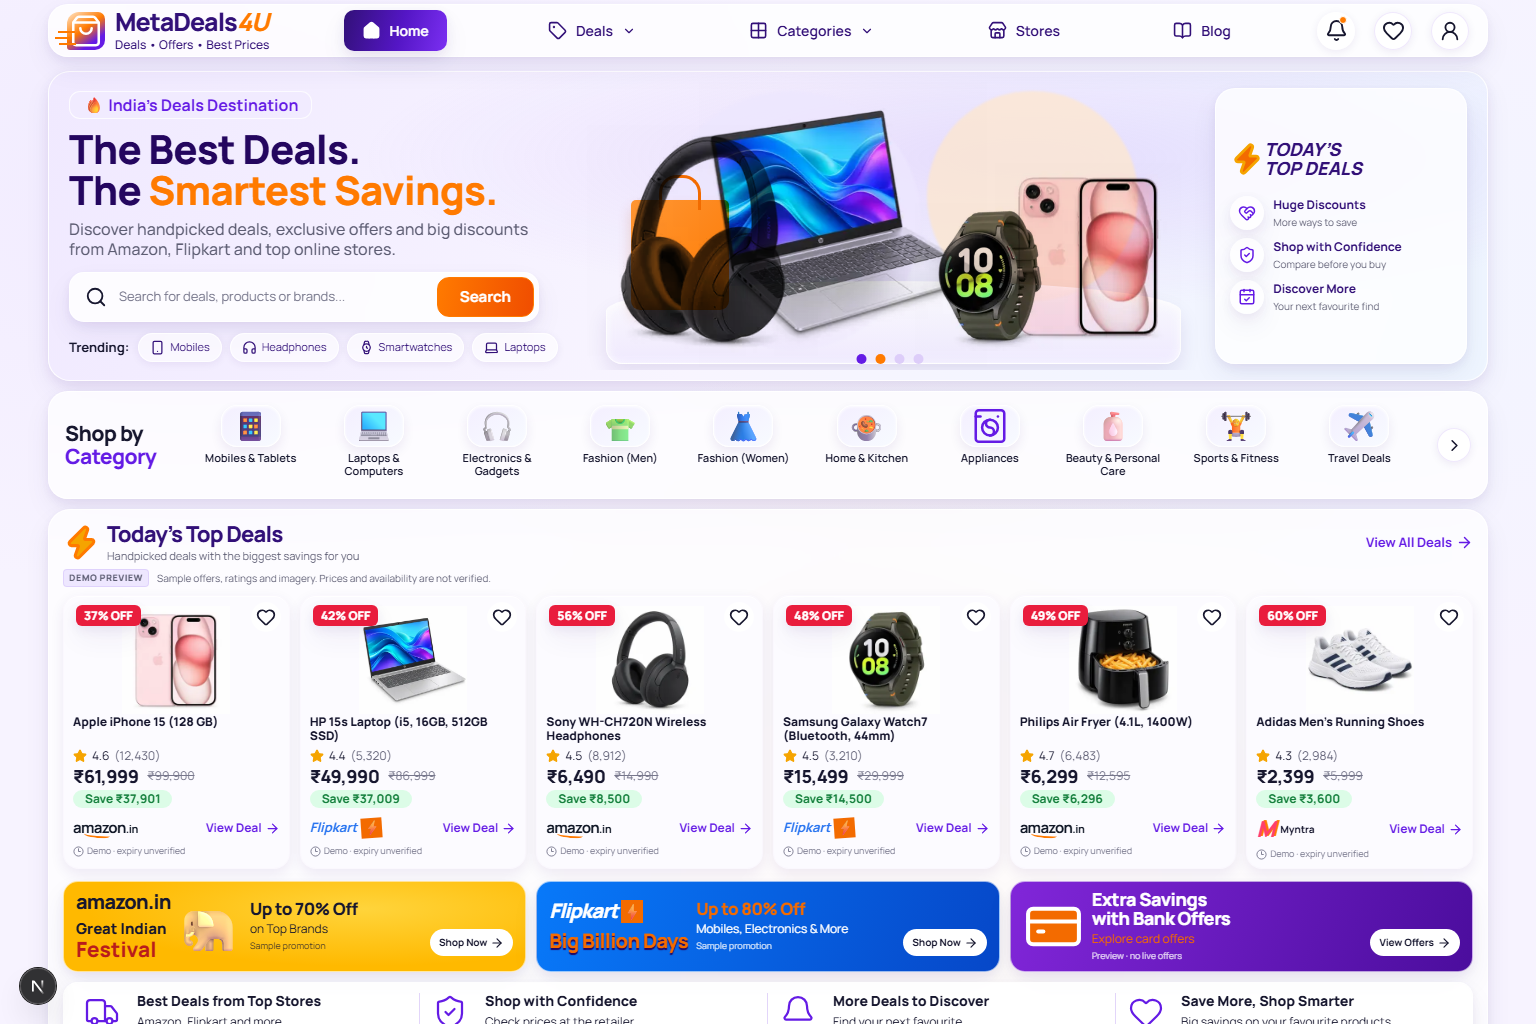 MetaDeals4U
Deals • Offers • Best Prices
Home
Deals
Categories
Stores
Blog
India's Deals Destination
The Best Deals.
The Smartest Savings.
Discover handpicked deals, exclusive offers and big discounts
from Amazon, Flipkart and top online stores.
Search for deals, products or brands...
Search
Trending:
Mobiles
Headphones
Smartwatches
Laptops
10
08
TODAY'S
TOP DEALS
Huge Discounts
More ways to save
Shop with Confidence
Compare before you buy
Discover More
Your next favourite find
Shop by
Category
Mobiles & Tablets
Laptops &
Computers
Electronics &
Gadgets
Fashion (Men)
Fashion (Women)
Home & Kitchen
Appliances
Beauty & Personal
Care
Sports & Fitness
Travel Deals
Today's Top Deals
Handpicked deals with the biggest savings for you
View All Deals
DEMO PREVIEW
Sample offers, ratings and imagery. Prices and availability are not verified.
37% OFF
Apple iPhone 15 (128 GB)
4.6 (12,430)
₹61,999 ₹99,900
Save ₹37,901
amazon.in
View Deal
Demo · expiry unverified
42% OFF
HP 15s Laptop (i5, 16GB, 512GB
SSD)
4.4 (5,320)
₹49,990 ₹86,999
Save ₹37,009
Flipkart
View Deal
Demo · expiry unverified
56% OFF
Sony WH-CH720N Wireless
Headphones
4.5 (8,912)
₹6,490 ₹14,990
Save ₹8,500
amazon.in
View Deal
Demo · expiry unverified
48% OFF
10
08
Samsung Galaxy Watch7
(Bluetooth, 44mm)
4.5 (3,210)
₹15,499 ₹29,999
Save ₹14,500
Flipkart
View Deal
Demo · expiry unverified
49% OFF
Philips Air Fryer (4.1L, 1400W)
4.7 (6,483)
₹6,299 ₹12,595
Save ₹6,296
amazon.in
View Deal
Demo · expiry unverified
60% OFF
Adidas Men's Running Shoes
4.3 (2,984)
₹2,399 ₹5,999
Save ₹3,600
Myntra
View Deal
Demo · expiry unverified
amazon.in
Great Indian
Festival
Up to 70% Off
on Top Brands
Sample promotion
Shop Now
Flipkart
Big Billion Days
Up to 80% Off
Mobiles, Electronics & More
Sample promotion
Shop Now
Extra Savings
with Bank Offers
Explore card offers
Preview · no live offers
View Offers
N
Best Deals from Top Stores
Amazon, Flipkart and more
Shop with Confidence
Check prices at the retailer
More Deals to Discover
Find your next favourite
Save More, Shop Smarter
Big savings on your favourite products